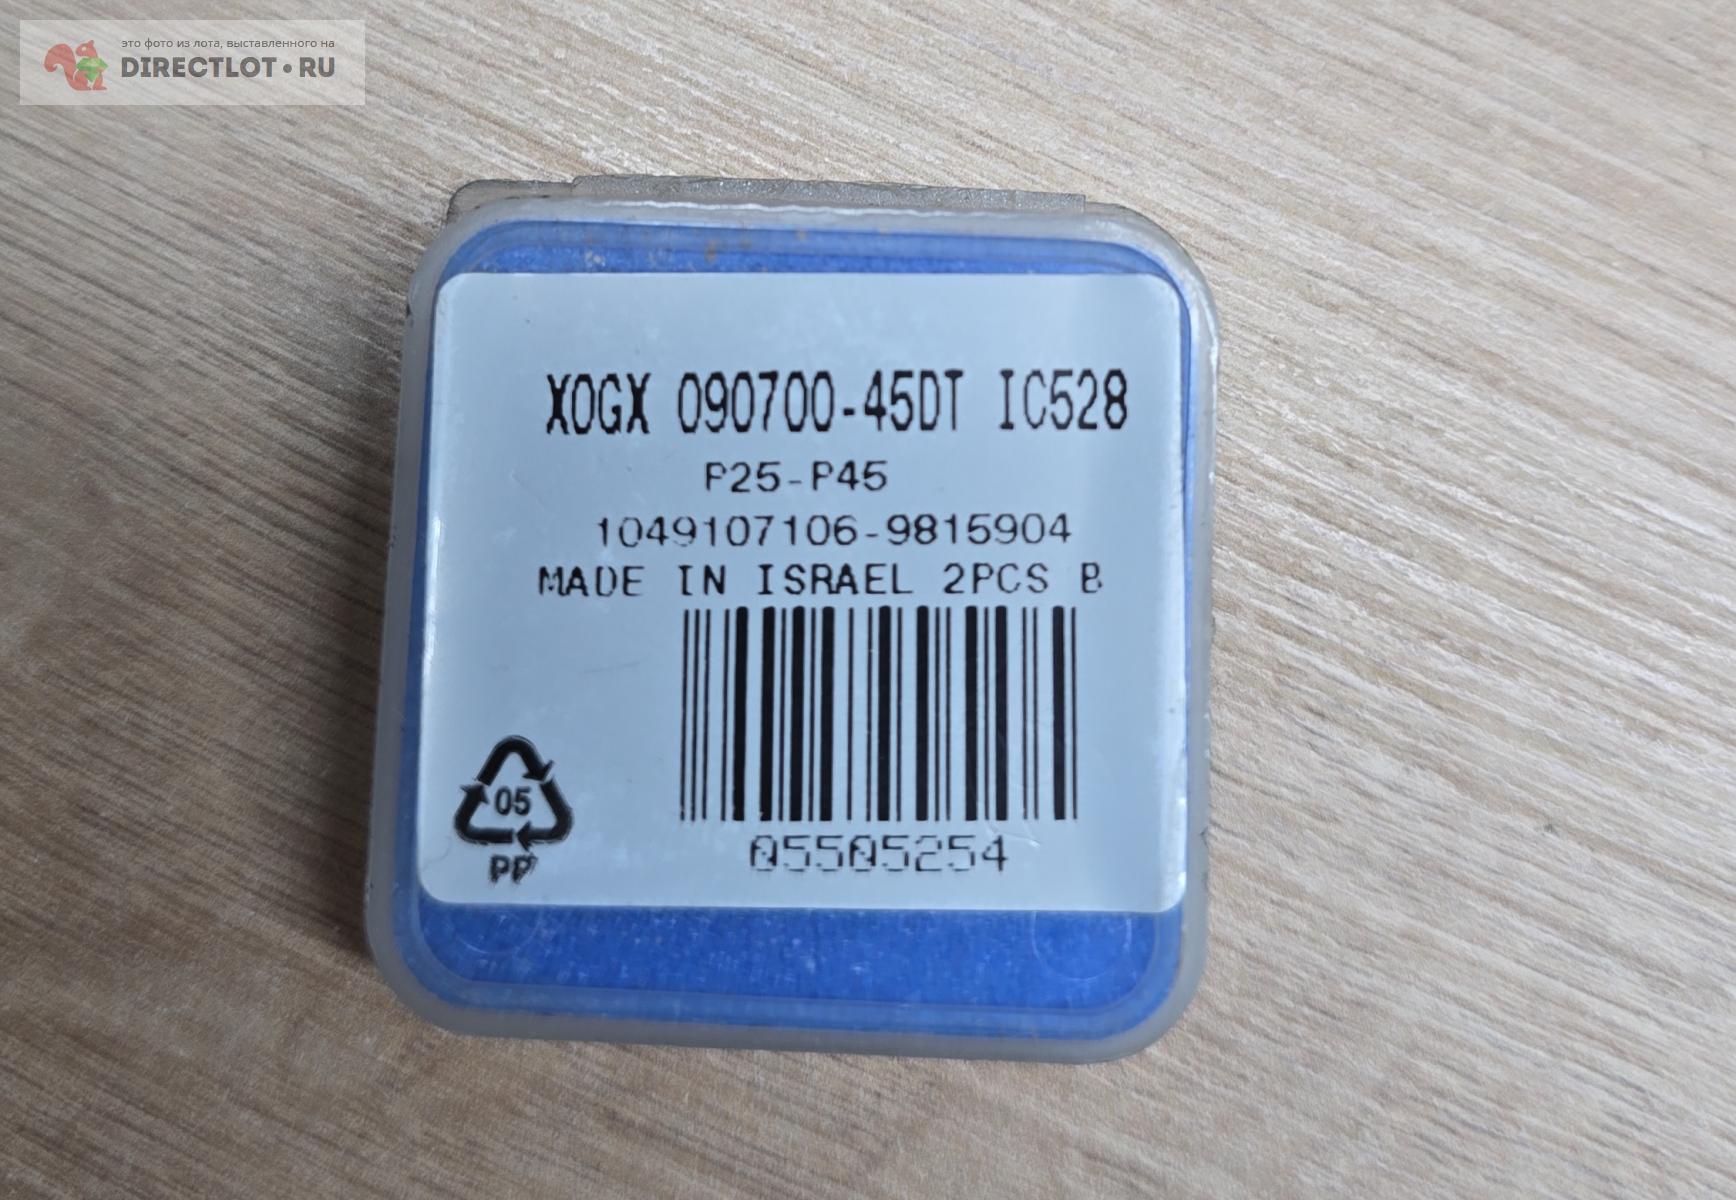 это фото из лота, выставленного на
DIRECTLOT•RU
XOGX 090700-45DT IC528
P25-P45
1049107106-9815904
MADE IN ISRAEL 2PCS B
05505254
05
PP